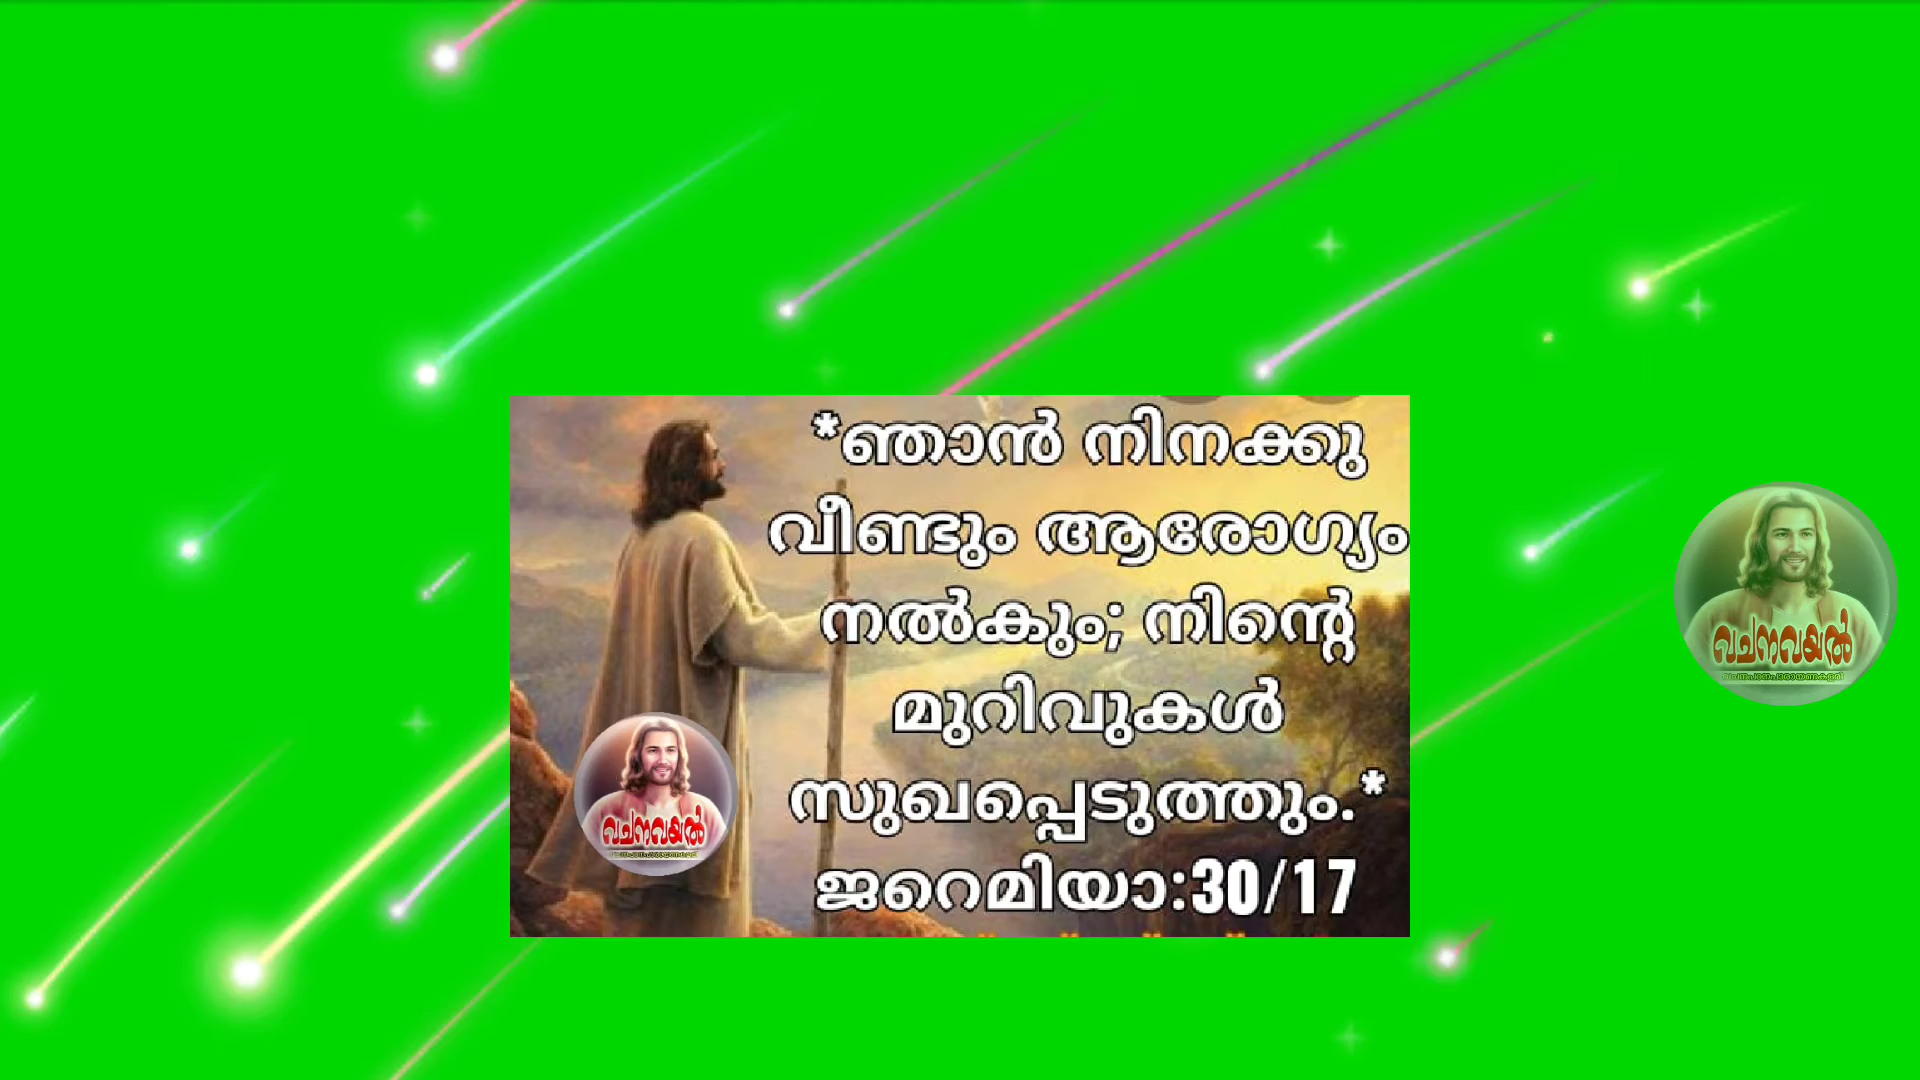 *ഞാൻ നിനക്കു
വീണ്ടും ആരോഗ്യം
നൽകും; നിന്റെ
മുറിവുകൾ
സുഖപ്പെടുത്തും.*
ജറെമിയാ:30/17
വചനവയൽ
വചനവയൽ